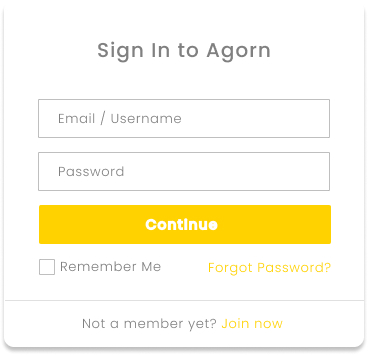 Sign In to Agorn
Email / Username
Password
Continue
Remember Me Forgot Password?
Not a member yet? Join now